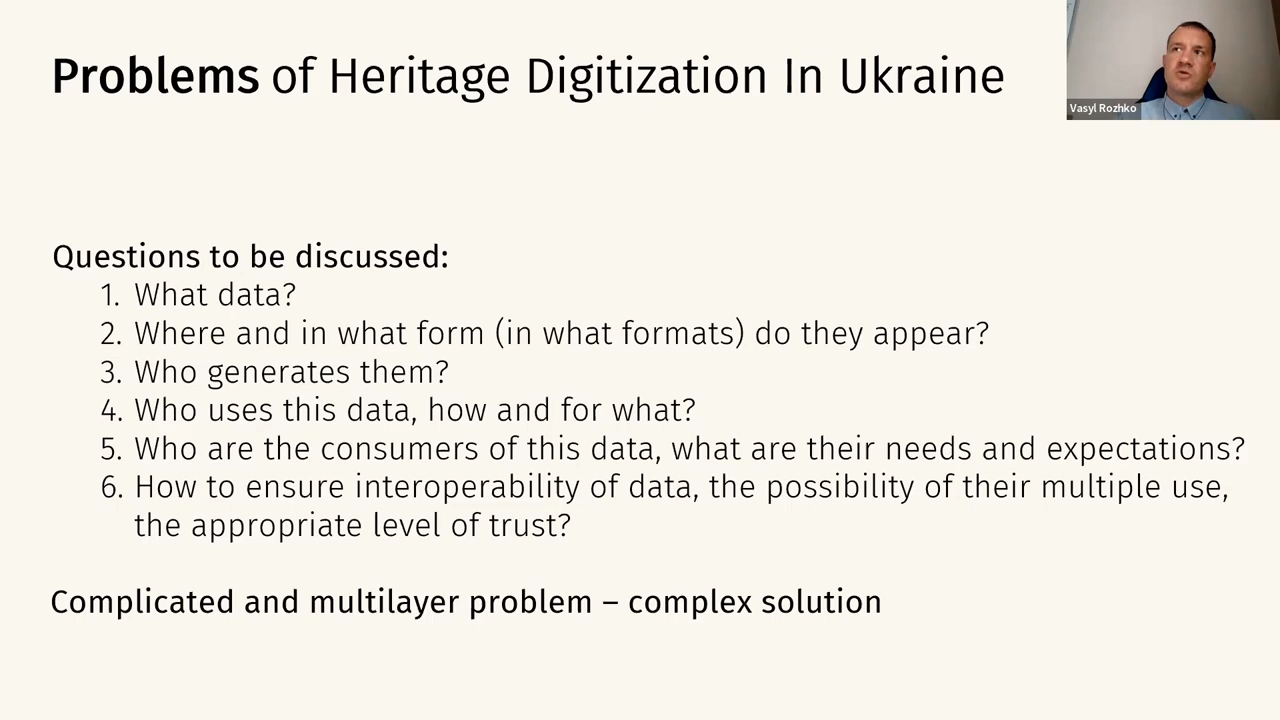 Problems of Heritage Digitization In Ukraine
Vasyl Rozhko
Questions to be discussed:
1. What data?
2. Where and in what form (in what formats) do they appear?
3. Who generates them?
4. Who uses this data, how and for what?
5. Who are the consumers of this data, what are their needs and expectations?
6. How to ensure interoperability of data, the possibility of their multiple use,
the appropriate level of trust?
Complicated and multilayer problem – complex solution